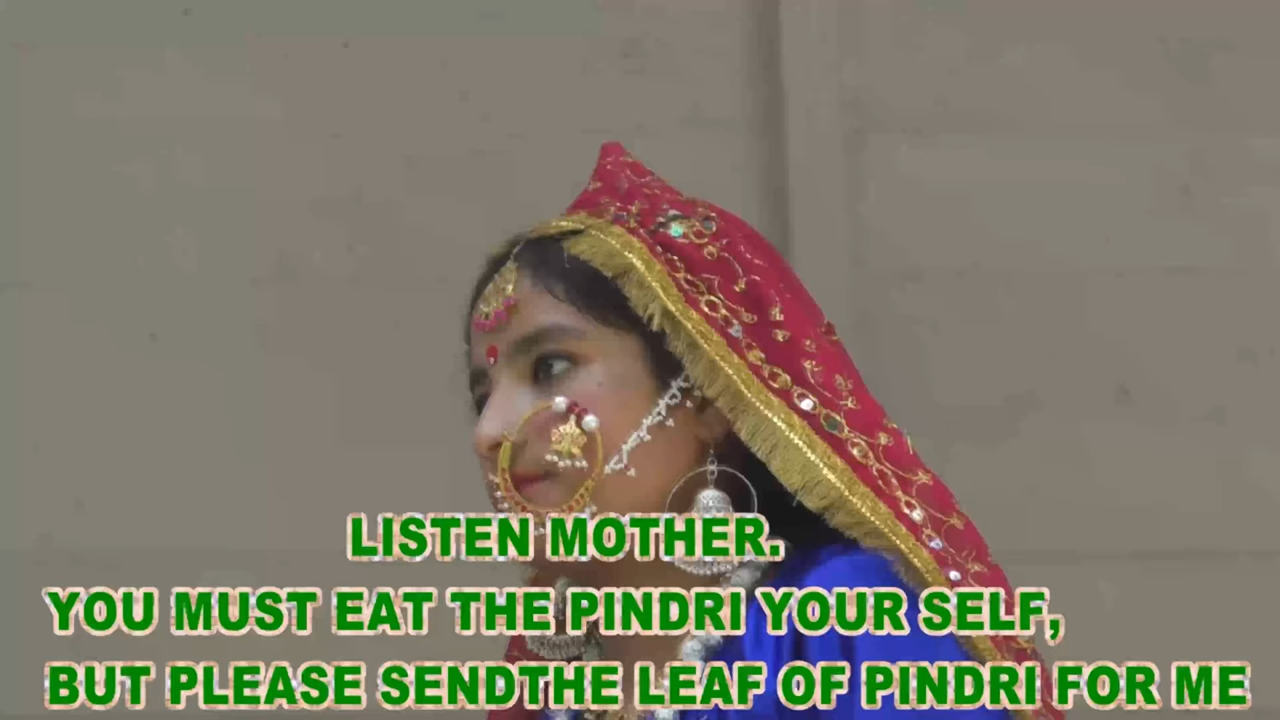 LISTEN MOTHER.
YOU MUST EAT THE PINDRI YOUR SELF,
BUT PLEASE SENDTHE LEAF OF PINDRI FOR ME